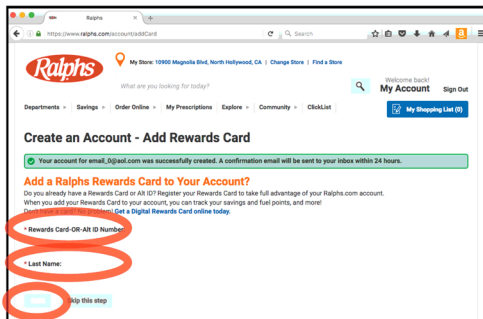 Ralphs
https://www.ralphs.com/account/addCard
Search
Ralphs
My Store: 10900 Magnolia Blvd, North Hollywood, CA | Change Store | Find a Store
What are you looking for today?
Welcome back!
My Account Sign Out
Departments Savings Order Online My Prescriptions Explore Community ClickList
My Shopping List (0)
Create an Account - Add Rewards Card
Your account for email_0@aol.com was successfully created. A confirmation email will be sent to your inbox within 24 hours.
Add a Ralphs Rewards Card to Your Account?
Do you already have a Rewards Card or Alt ID? Register your Rewards Card to take full advantage of your Ralphs.com account.
When you add your Rewards Card to your account, you can track your savings and fuel points, and more!
Don't have a card? No problem! Get a Digital Rewards Card online today.
* Rewards Card-OR-Alt ID Number:
* Last Name:
Skip this step